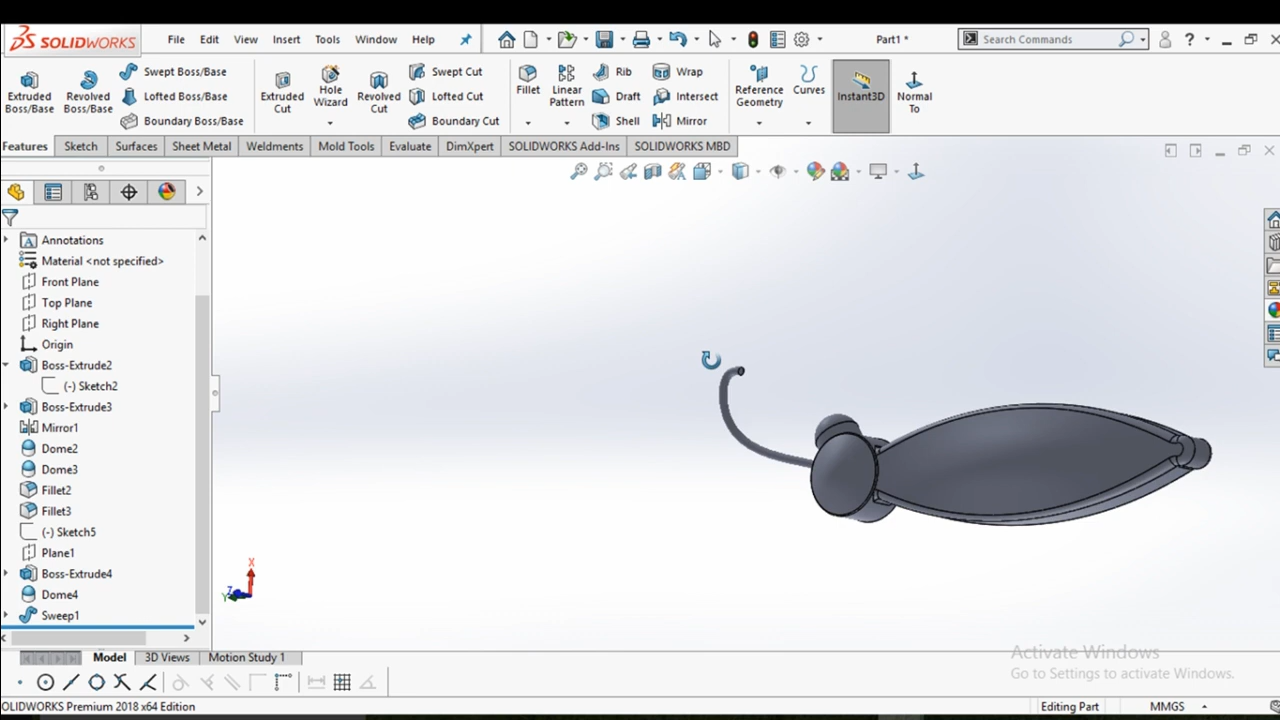 SOLIDWORKS File Edit View Insert Tools Window Help Part1 * Search Commands ?
Extruded Boss/Base
Revolved Boss/Base
Swept Boss/Base
Lofted Boss/Base
Boundary Boss/Base
Extruded Cut
Hole Wizard
Revolved Cut
Swept Cut
Lofted Cut
Boundary Cut
Fillet
Linear Pattern
Rib
Draft
Shell
Wrap
Intersect
Mirror
Reference Geometry
Curves
Instant3D
Normal To
Features Sketch Surfaces Sheet Metal Weldments Mold Tools Evaluate DimXpert SOLIDWORKS Add-Ins SOLIDWORKS MBD
Annotations
Material <not specified>
Front Plane
Top Plane
Right Plane
Origin
Boss-Extrude2
(-) Sketch2
Boss-Extrude3
Mirror1
Dome2
Dome3
Fillet2
Fillet3
(-) Sketch5
Plane1
Boss-Extrude4
Dome4
Sweep1
X
Z
Y
Activate Windows
Go to Settings to activate Windows.
Model 3D Views Motion Study 1
OLIDWORKS Premium 2018 x64 Edition Editing Part MMGS